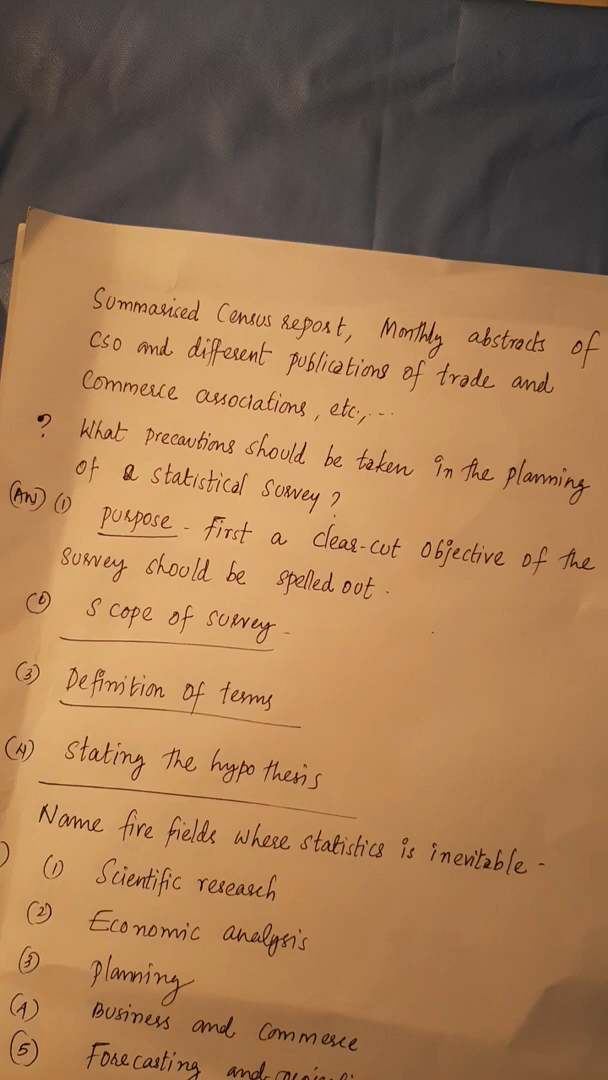 Summarised Census report, Monthly abstracts of
CSO and different publications of trade and
Commerce associations, etc,...
? What precautions should be taken in the planning
of a statistical survey?
(AN) (1) purpose - First a clear-cut objective of the
survey should be spelled out.
Scope of survey -
(3) Definition of terms
(4) Stating the hypothesis
Name five fields where statistics is inevitable -
(1) Scientific research
(2) Economic analysis
(3) Planning
(4) Business and Commerce
(5) Forecasting and